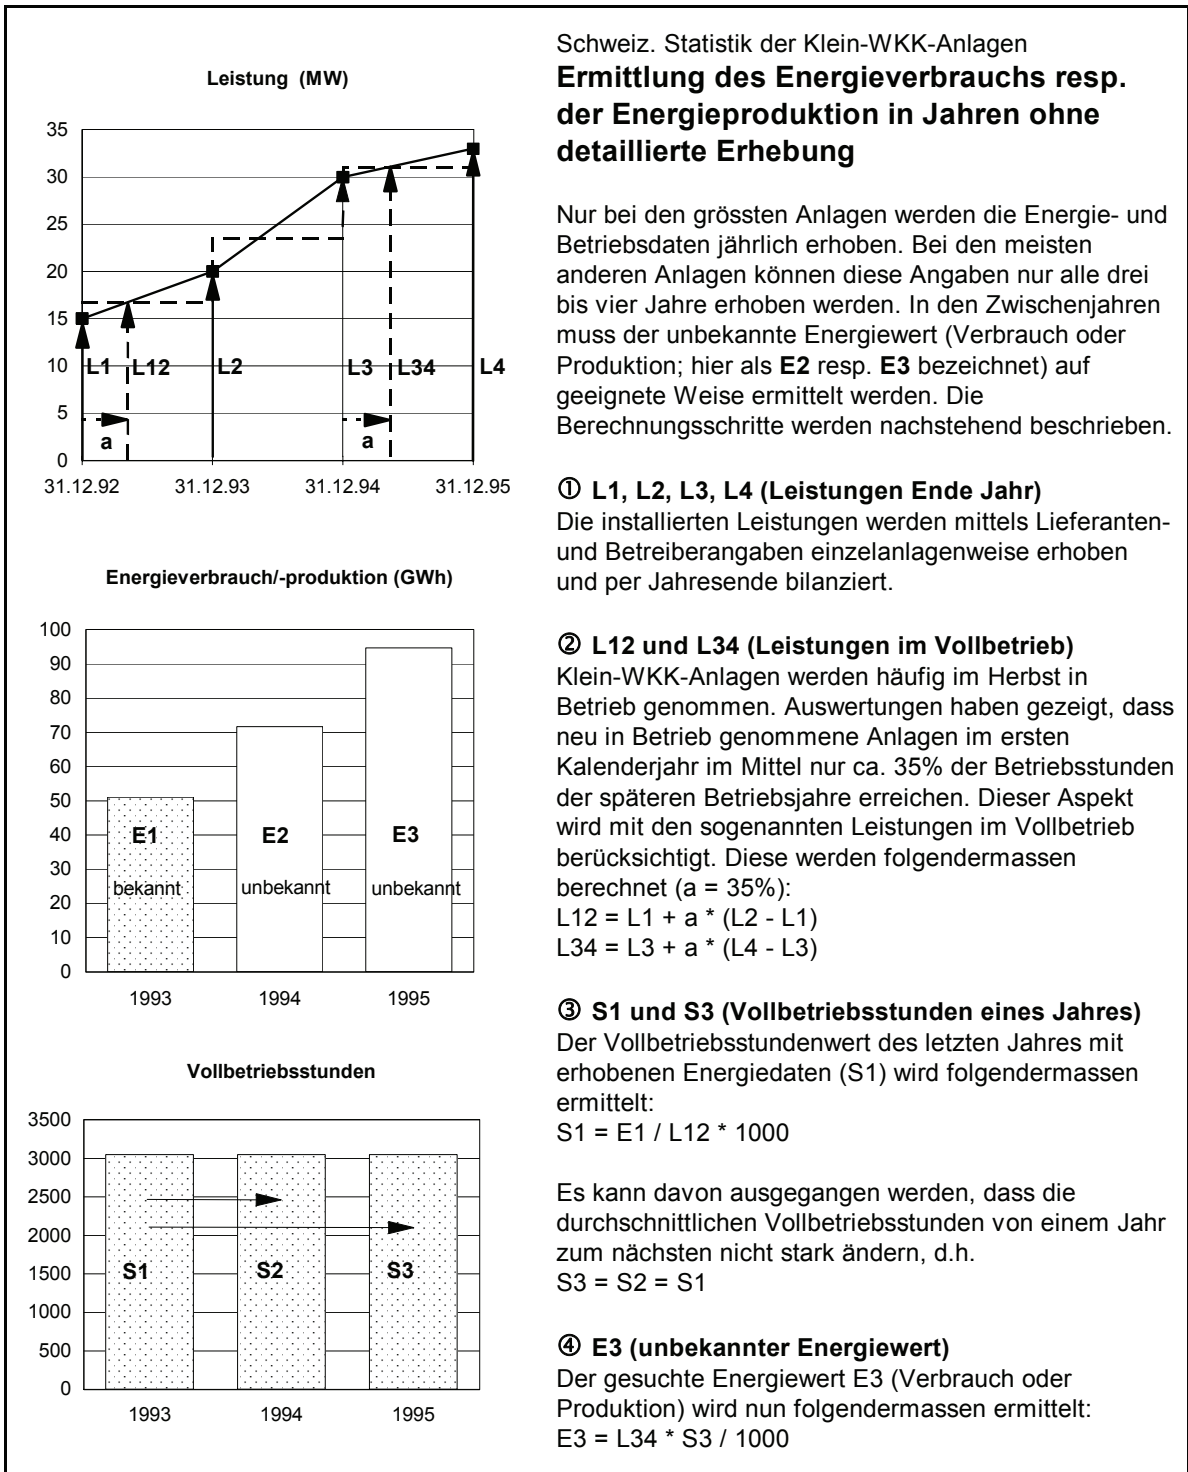 Leistung (MW)
35
30
25
20
15
10
5
0
L1
L12
L2
L3
L34
L4
a
a
31.12.92
31.12.93
31.12.94
31.12.95
Energieverbrauch/-produktion (GWh)
100
90
80
70
60
50
40
30
20
10
0
E1
E2
E3
bekannt
unbekannt
unbekannt
1993
1994
1995
Vollbetriebsstunden
3500
3000
2500
2000
1500
1000
500
0
S1
S2
S3
1993
1994
1995
Schweiz. Statistik der Klein-WKK-Anlagen
Ermittlung des Energieverbrauchs resp.
der Energieproduktion in Jahren ohne
detaillierte Erhebung
Nur bei den grössten Anlagen werden die Energie- und
Betriebsdaten jährlich erhoben. Bei den meisten
anderen Anlagen können diese Angaben nur alle drei
bis vier Jahre erhoben werden. In den Zwischenjahren
muss der unbekannte Energiewert (Verbrauch oder
Produktion; hier als E2 resp. E3 bezeichnet) auf
geeignete Weise ermittelt werden. Die
Berechnungsschritte werden nachstehend beschrieben.
① L1, L2, L3, L4 (Leistungen Ende Jahr)
Die installierten Leistungen werden mittels Lieferanten-
und Betreiberangaben einzelanlagenweise erhoben
und per Jahresende bilanziert.
② L12 und L34 (Leistungen im Vollbetrieb)
Klein-WKK-Anlagen werden häufig im Herbst in
Betrieb genommen. Auswertungen haben gezeigt, dass
neu in Betrieb genommene Anlagen im ersten
Kalenderjahr im Mittel nur ca. 35% der Betriebsstunden
der späteren Betriebsjahre erreichen. Dieser Aspekt
wird mit den sogenannten Leistungen im Vollbetrieb
berücksichtigt. Diese werden folgendermassen
berechnet (a = 35%):
L12 = L1 + a * (L2 - L1)
L34 = L3 + a * (L4 - L3)
③ S1 und S3 (Vollbetriebsstunden eines Jahres)
Der Vollbetriebsstundenwert des letzten Jahres mit
erhobenen Energiedaten (S1) wird folgendermassen
ermittelt:
S1 = E1 / L12 * 1000
Es kann davon ausgegangen werden, dass die
durchschnittlichen Vollbetriebsstunden von einem Jahr
zum nächsten nicht stark ändern, d.h.
S3 = S2 = S1
④ E3 (unbekannter Energiewert)
Der gesuchte Energiewert E3 (Verbrauch oder
Produktion) wird nun folgendermassen ermittelt:
E3 = L34 * S3 / 1000